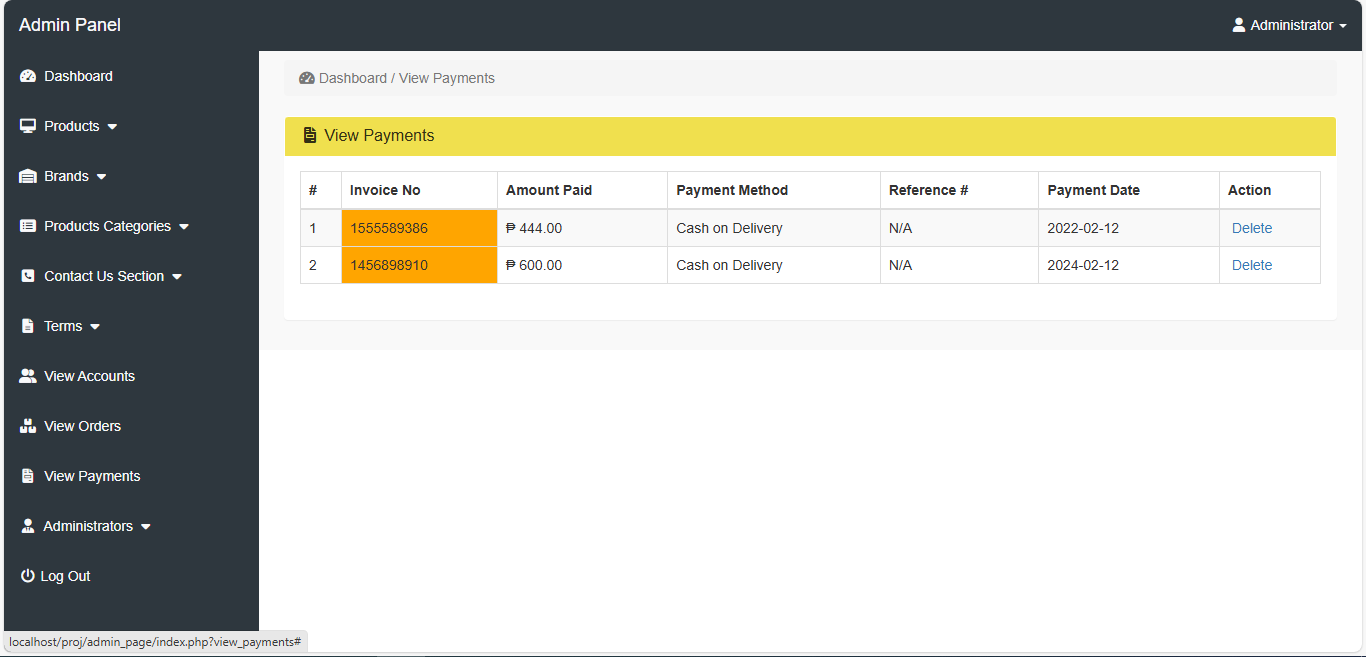 Admin Panel
Administrator
Dashboard
Products
Brands
Products Categories
Contact Us Section
Terms
View Accounts
View Orders
View Payments
Administrators
Log Out
Dashboard / View Payments
View Payments
# Invoice No Amount Paid Payment Method Reference # Payment Date Action
1 1555589386 ₱ 444.00 Cash on Delivery N/A 2022-02-12 Delete
2 1456898910 ₱ 600.00 Cash on Delivery N/A 2024-02-12 Delete
localhost/proj/admin_page/index.php?view_payments#